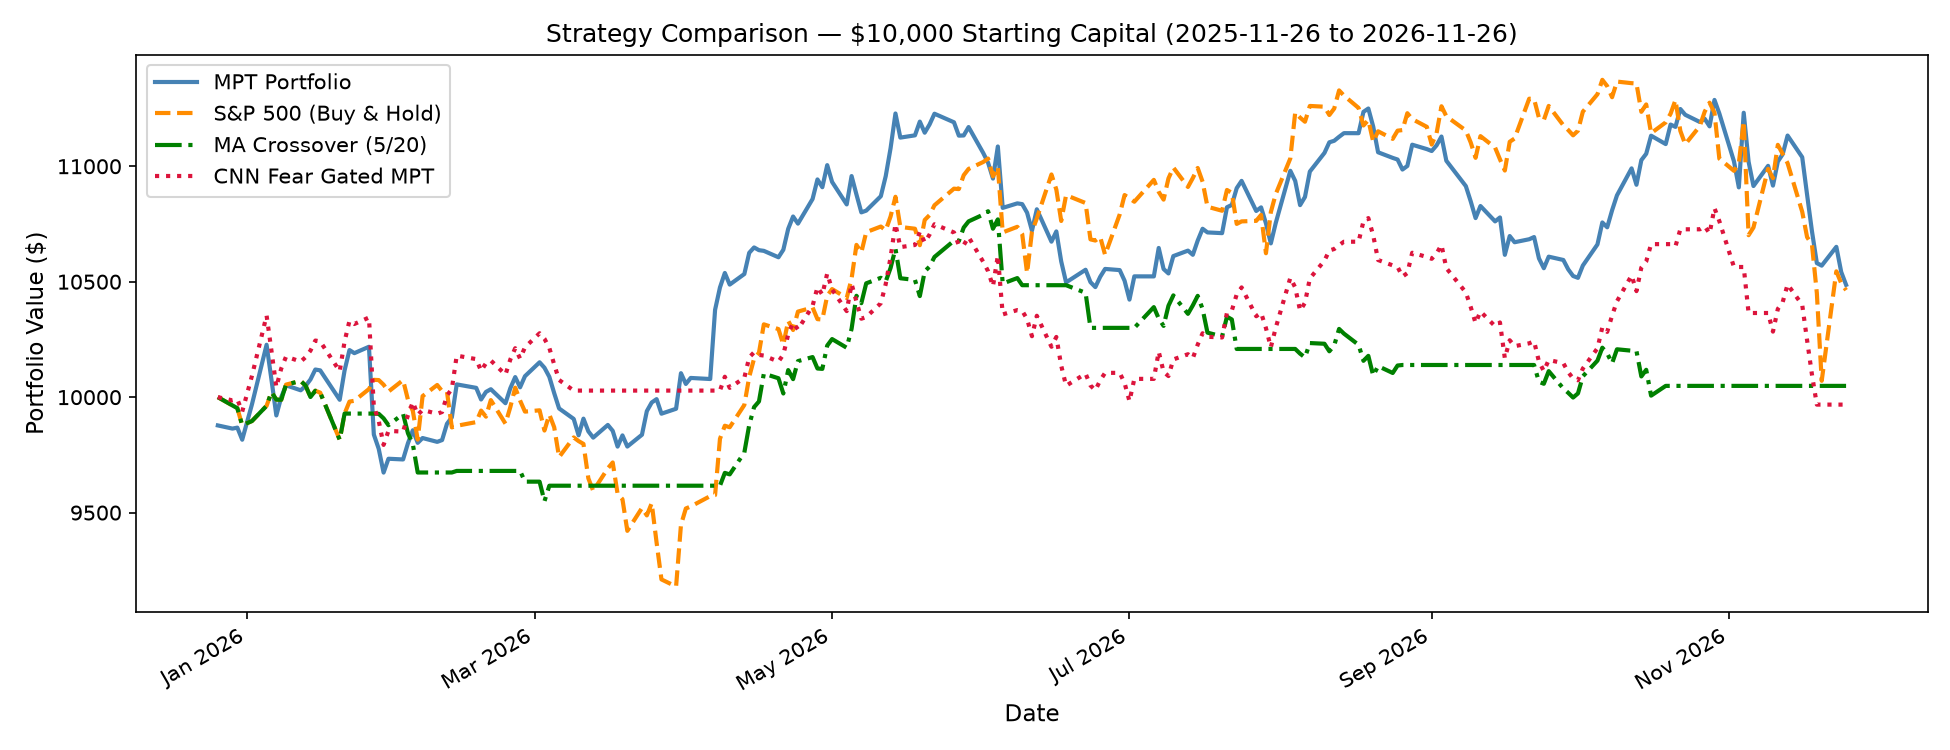 Strategy Comparison — $10,000 Starting Capital (2025-11-26 to 2026-11-26)
MPT Portfolio
S&P 500 (Buy & Hold)
MA Crossover (5/20)
CNN Fear Gated MPT
Portfolio Value ($)
11000
10500
10000
9500
Jan 2026
Mar 2026
May 2026
Jul 2026
Sep 2026
Nov 2026
Date